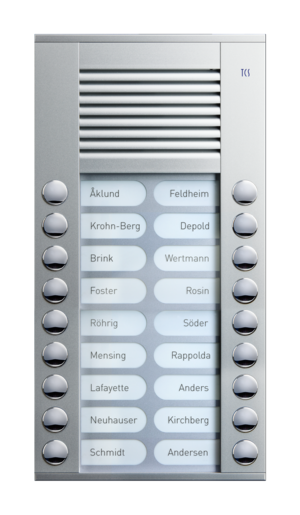 TCS
Åklund Feldheim
Krohn-Berg Depold
Brink Wertmann
Foster Rosin
Röhrig Söder
Mensing Rappolda
Lafayette Anders
Neuhauser Kirchberg
Schmidt Andersen